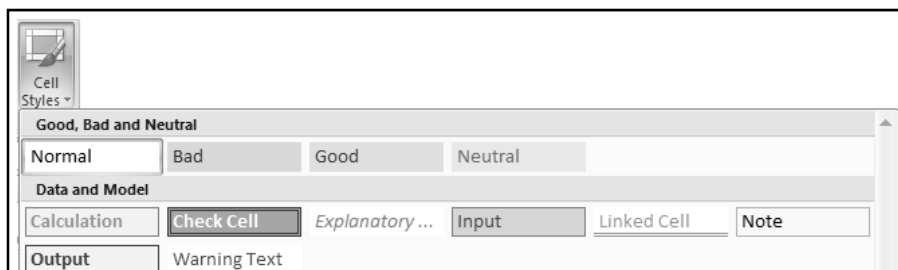 Cell
Styles
Good, Bad and Neutral
Normal Bad Good Neutral
Data and Model
Calculation Check Cell Explanatory ... Input Linked Cell Note
Output Warning Text